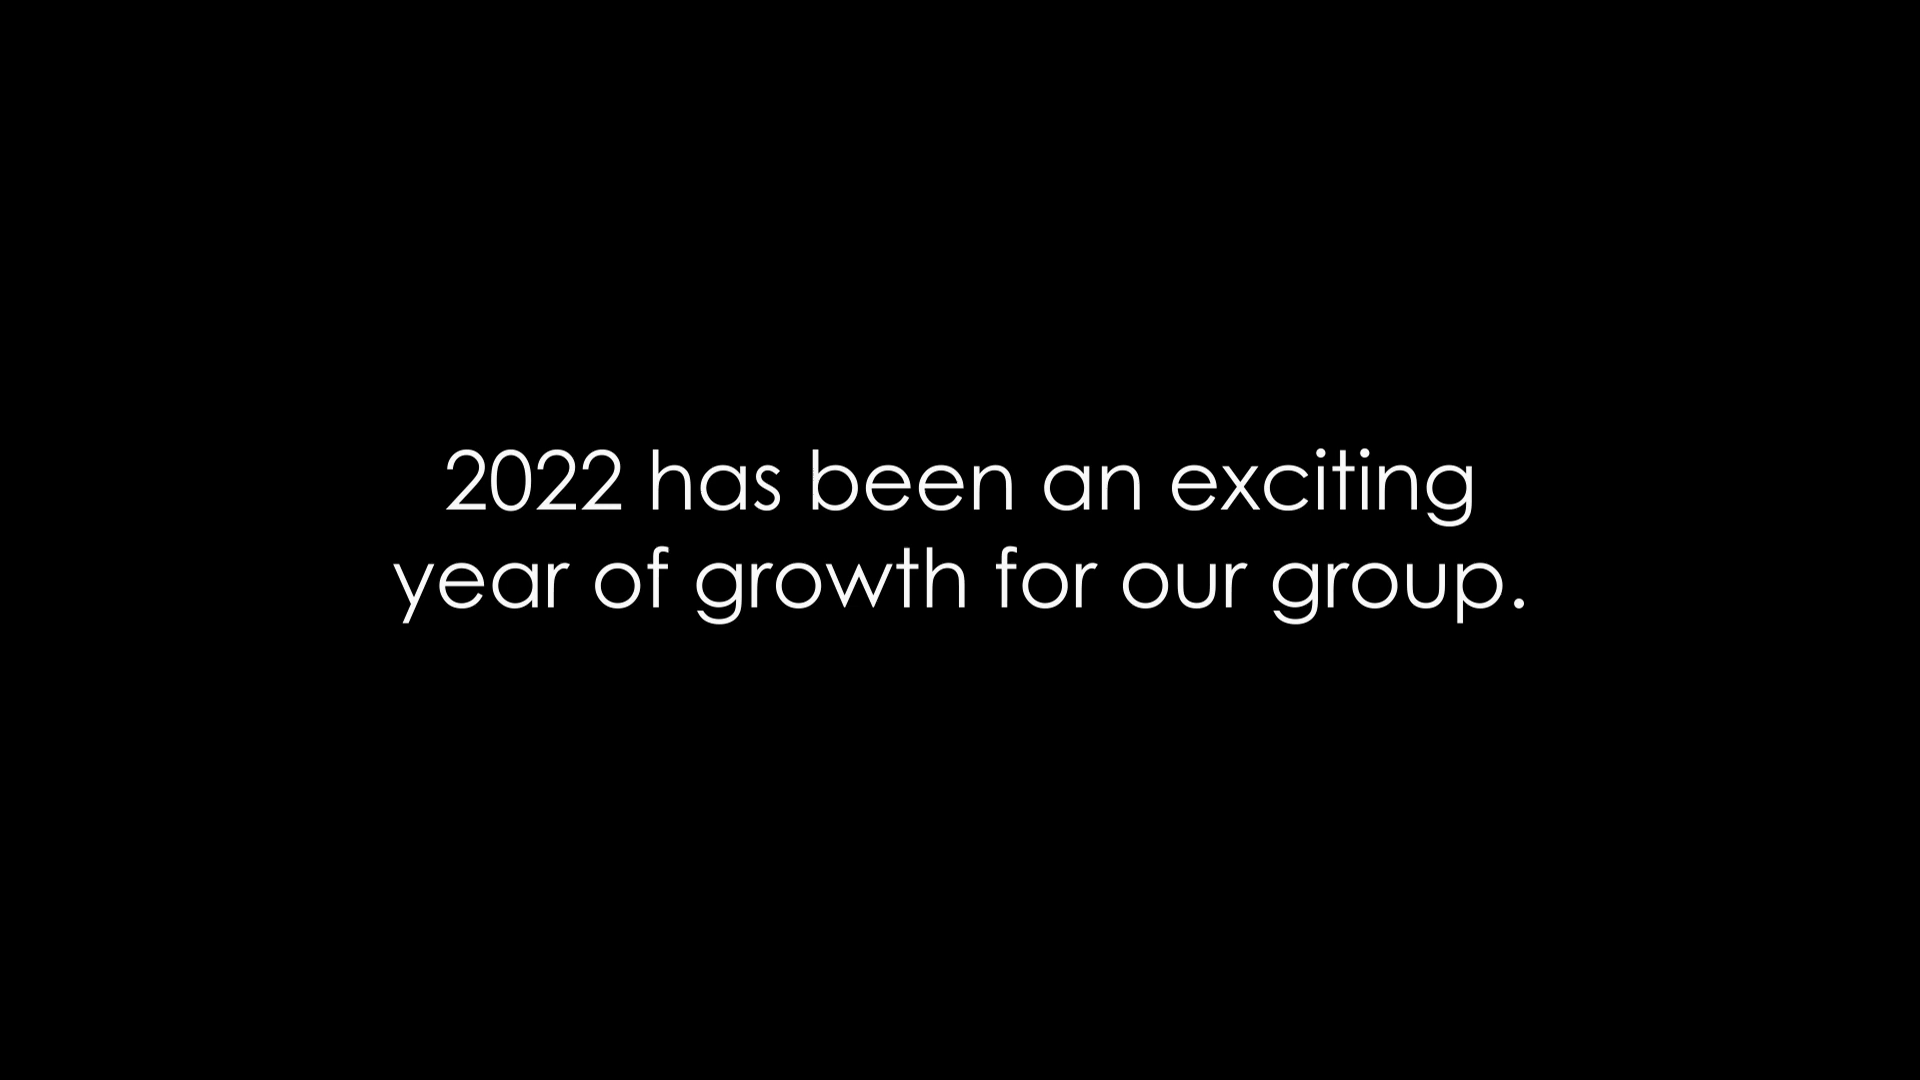 2022 has been an exciting
year of growth for our group.